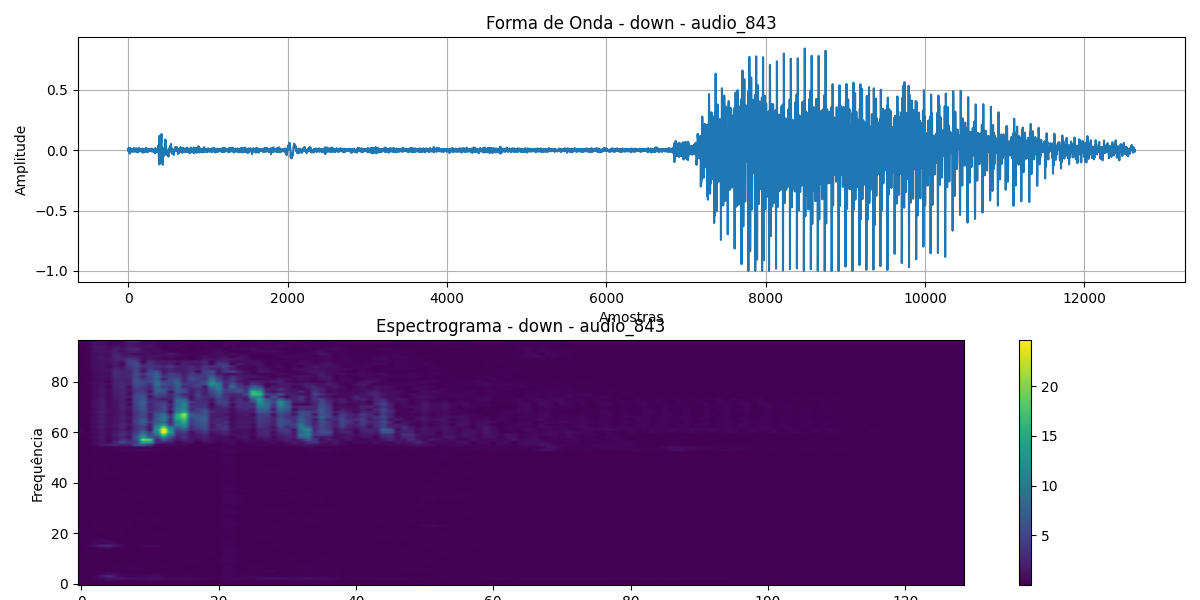 Forma de Onda - down - audio_843
Amplitude
0.5
0.0
−0.5
−1.0
0 2000 4000 6000 8000 10000 12000
Amostras
Espectrograma - down - audio_843
Frequência
80
60
40
20
0
0 20 40 60 80 100 120
20
15
10
5